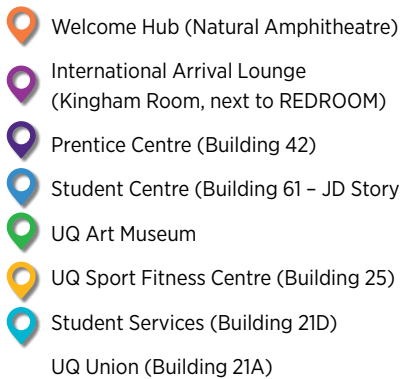 Welcome Hub (Natural Amphitheatre)
International Arrival Lounge
(Kingham Room, next to REDROOM)
Prentice Centre (Building 42)
Student Centre (Building 61 – JD Story
UQ Art Museum
UQ Sport Fitness Centre (Building 25)
Student Services (Building 21D)
UQ Union (Building 21A)